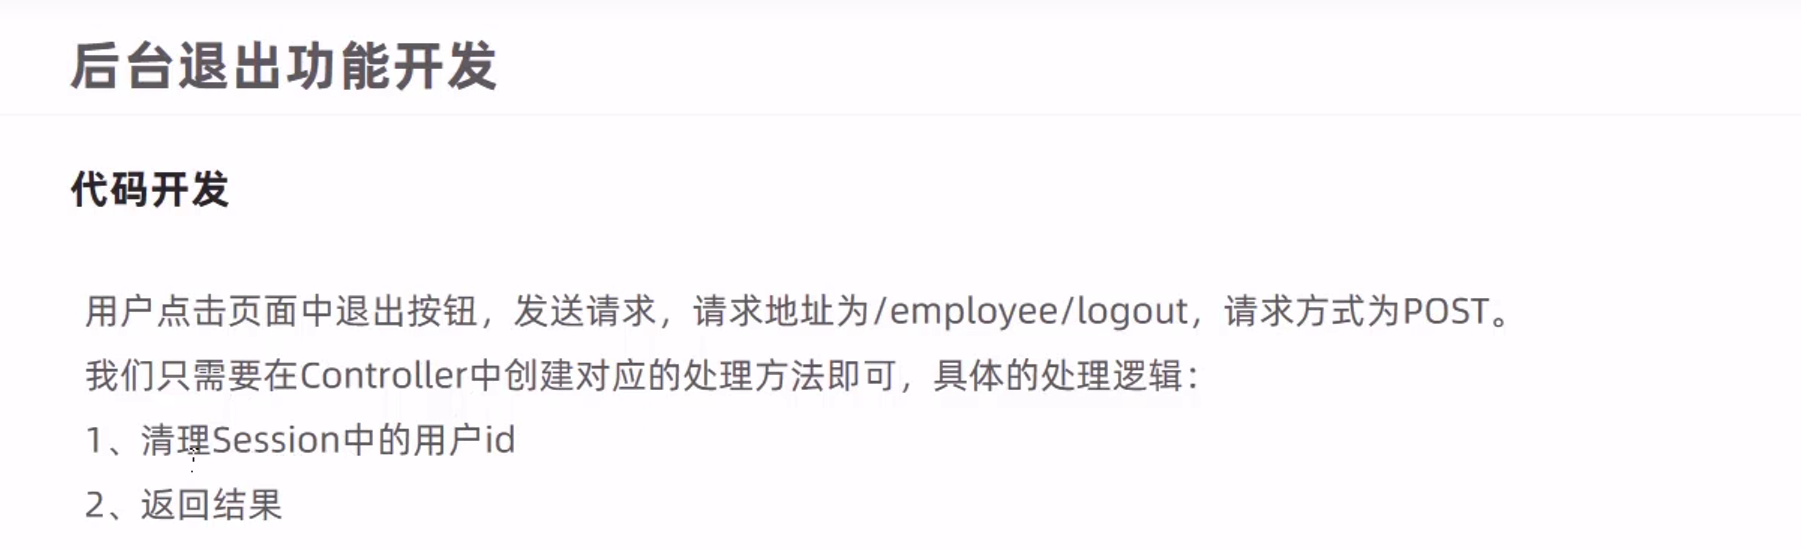 后台退出功能开发
代码开发
用户点击页面中退出按钮，发送请求，请求地址为/employee/logout，请求方式为POST。
我们只需要在Controller中创建对应的处理方法即可，具体的处理逻辑：
1、清理Session中的用户id
2、返回结果